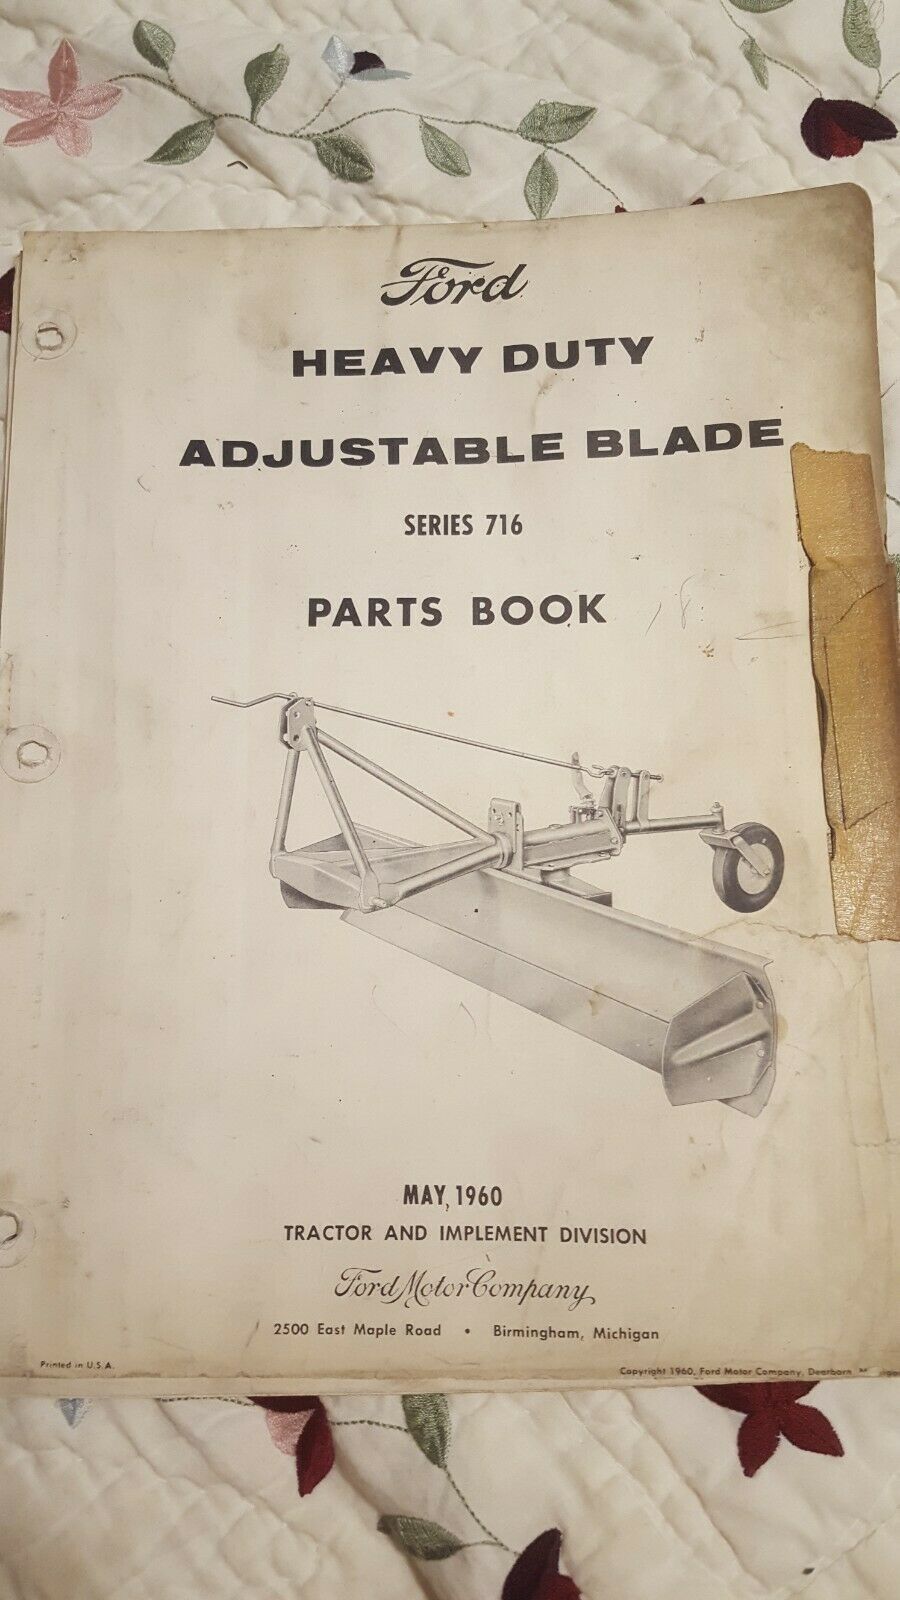 Ford
HEAVY DUTY
ADJUSTABLE BLADE
SERIES 716
PARTS BOOK
18.
MAY, 1960
TRACTOR AND IMPLEMENT DIVISION
Ford Motor Company
2500 East Maple Road • Birmingham, Michigan
Printed in U.S.A.
Copyright 1960, Ford Motor Company, Dearborn